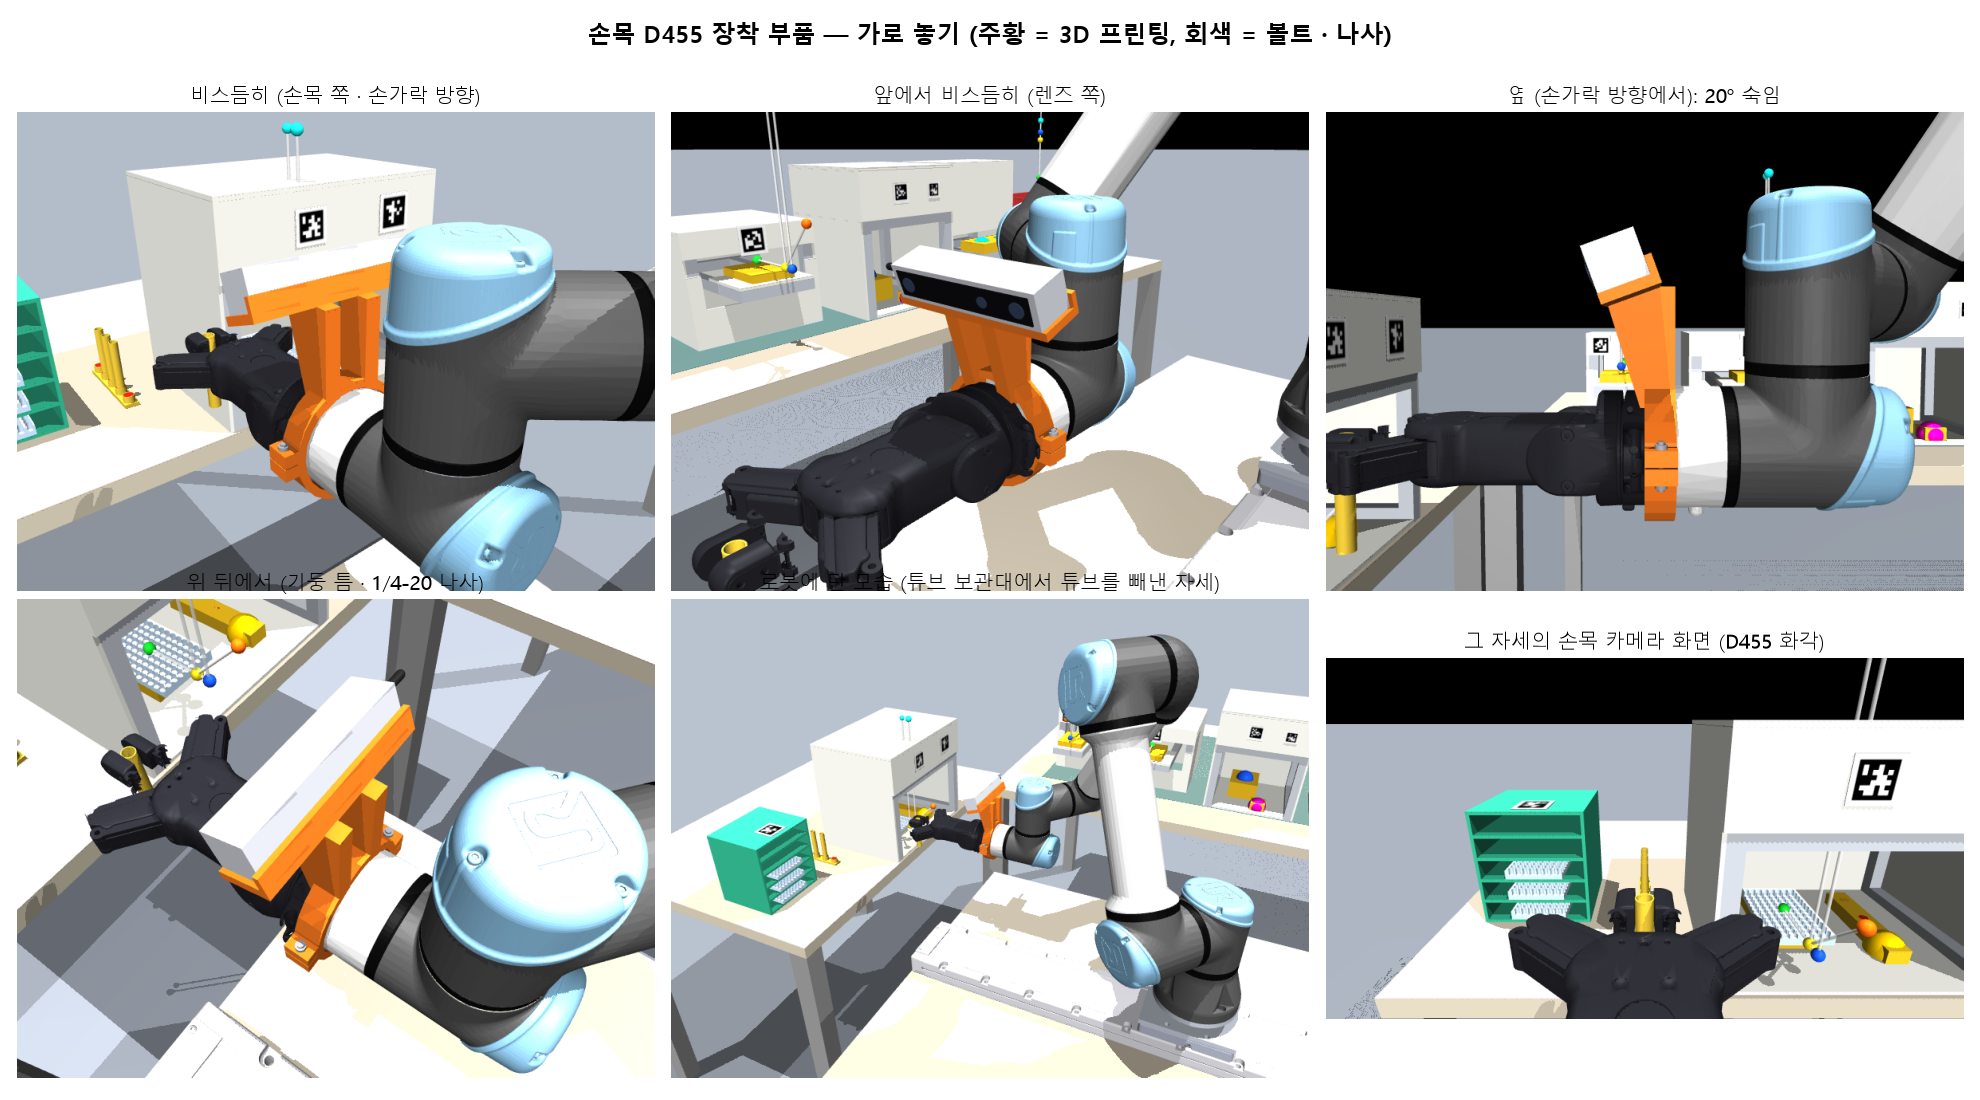 손목 D455 장착 부품 — 가로 놓기 (주황 = 3D 프린팅, 회색 = 볼트 · 나사)
비스듬히 (손목 쪽 · 손가락 방향)
앞에서 비스듬히 (렌즈 쪽)
옆 (손가락 방향에서): 20° 숙임
위 뒤에서 (기둥 틈 · 1/4-20 나사)
로봇에 단 모습 (튜브 보관대에서 튜브를 빼낸 자세)
그 자세의 손목 카메라 화면 (D455 화각)